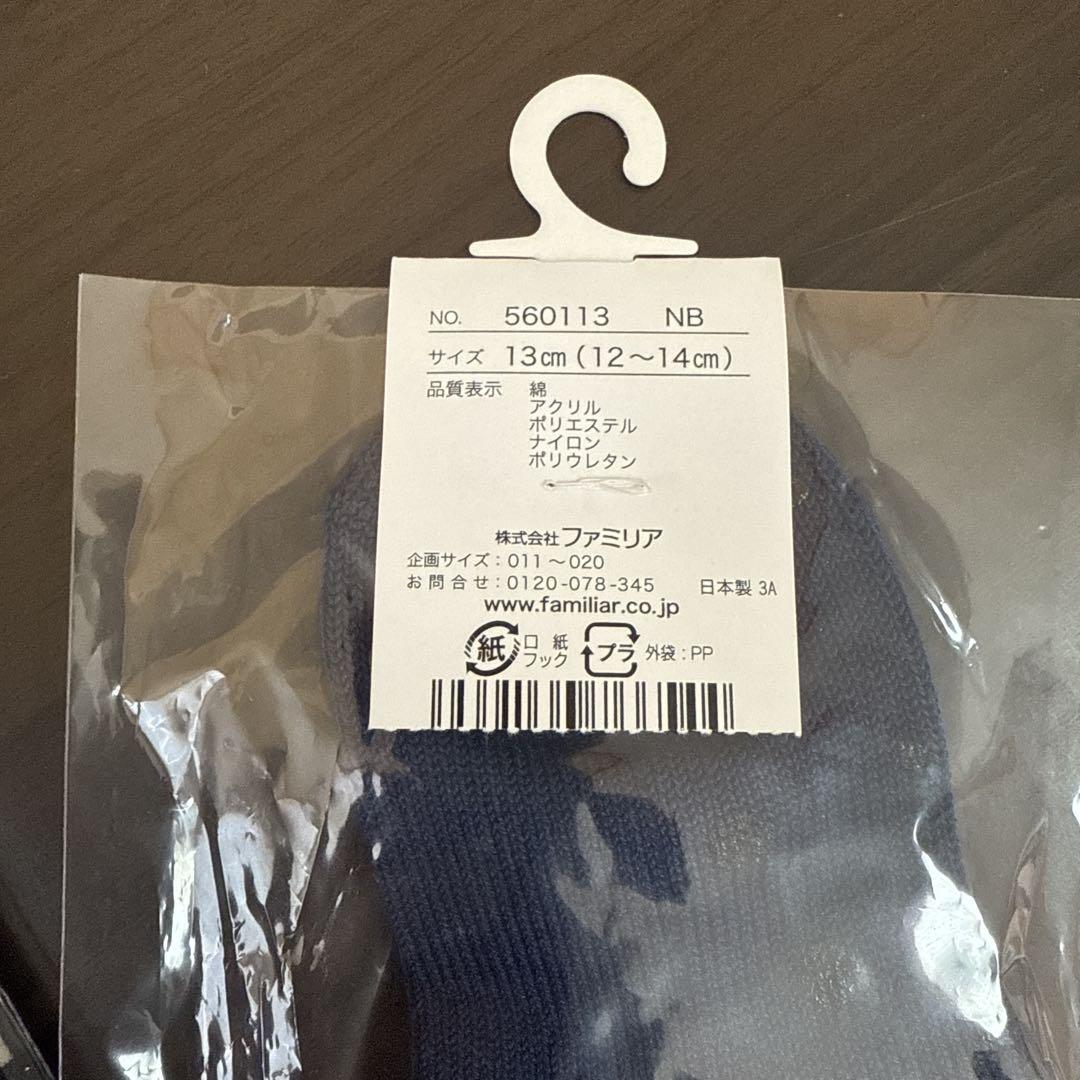 NO. 560113 NB
サイズ 13㎝(12～14㎝)
品質表示 綿
アクリル
ポリエステル
ナイロン
ポリウレタン
株式会社ファミリア
企画サイズ：011～020
お問合せ：0120-078-345 日本製 3A
www.familiar.co.jp
紙 口紙 フック プラ 外袋：PP